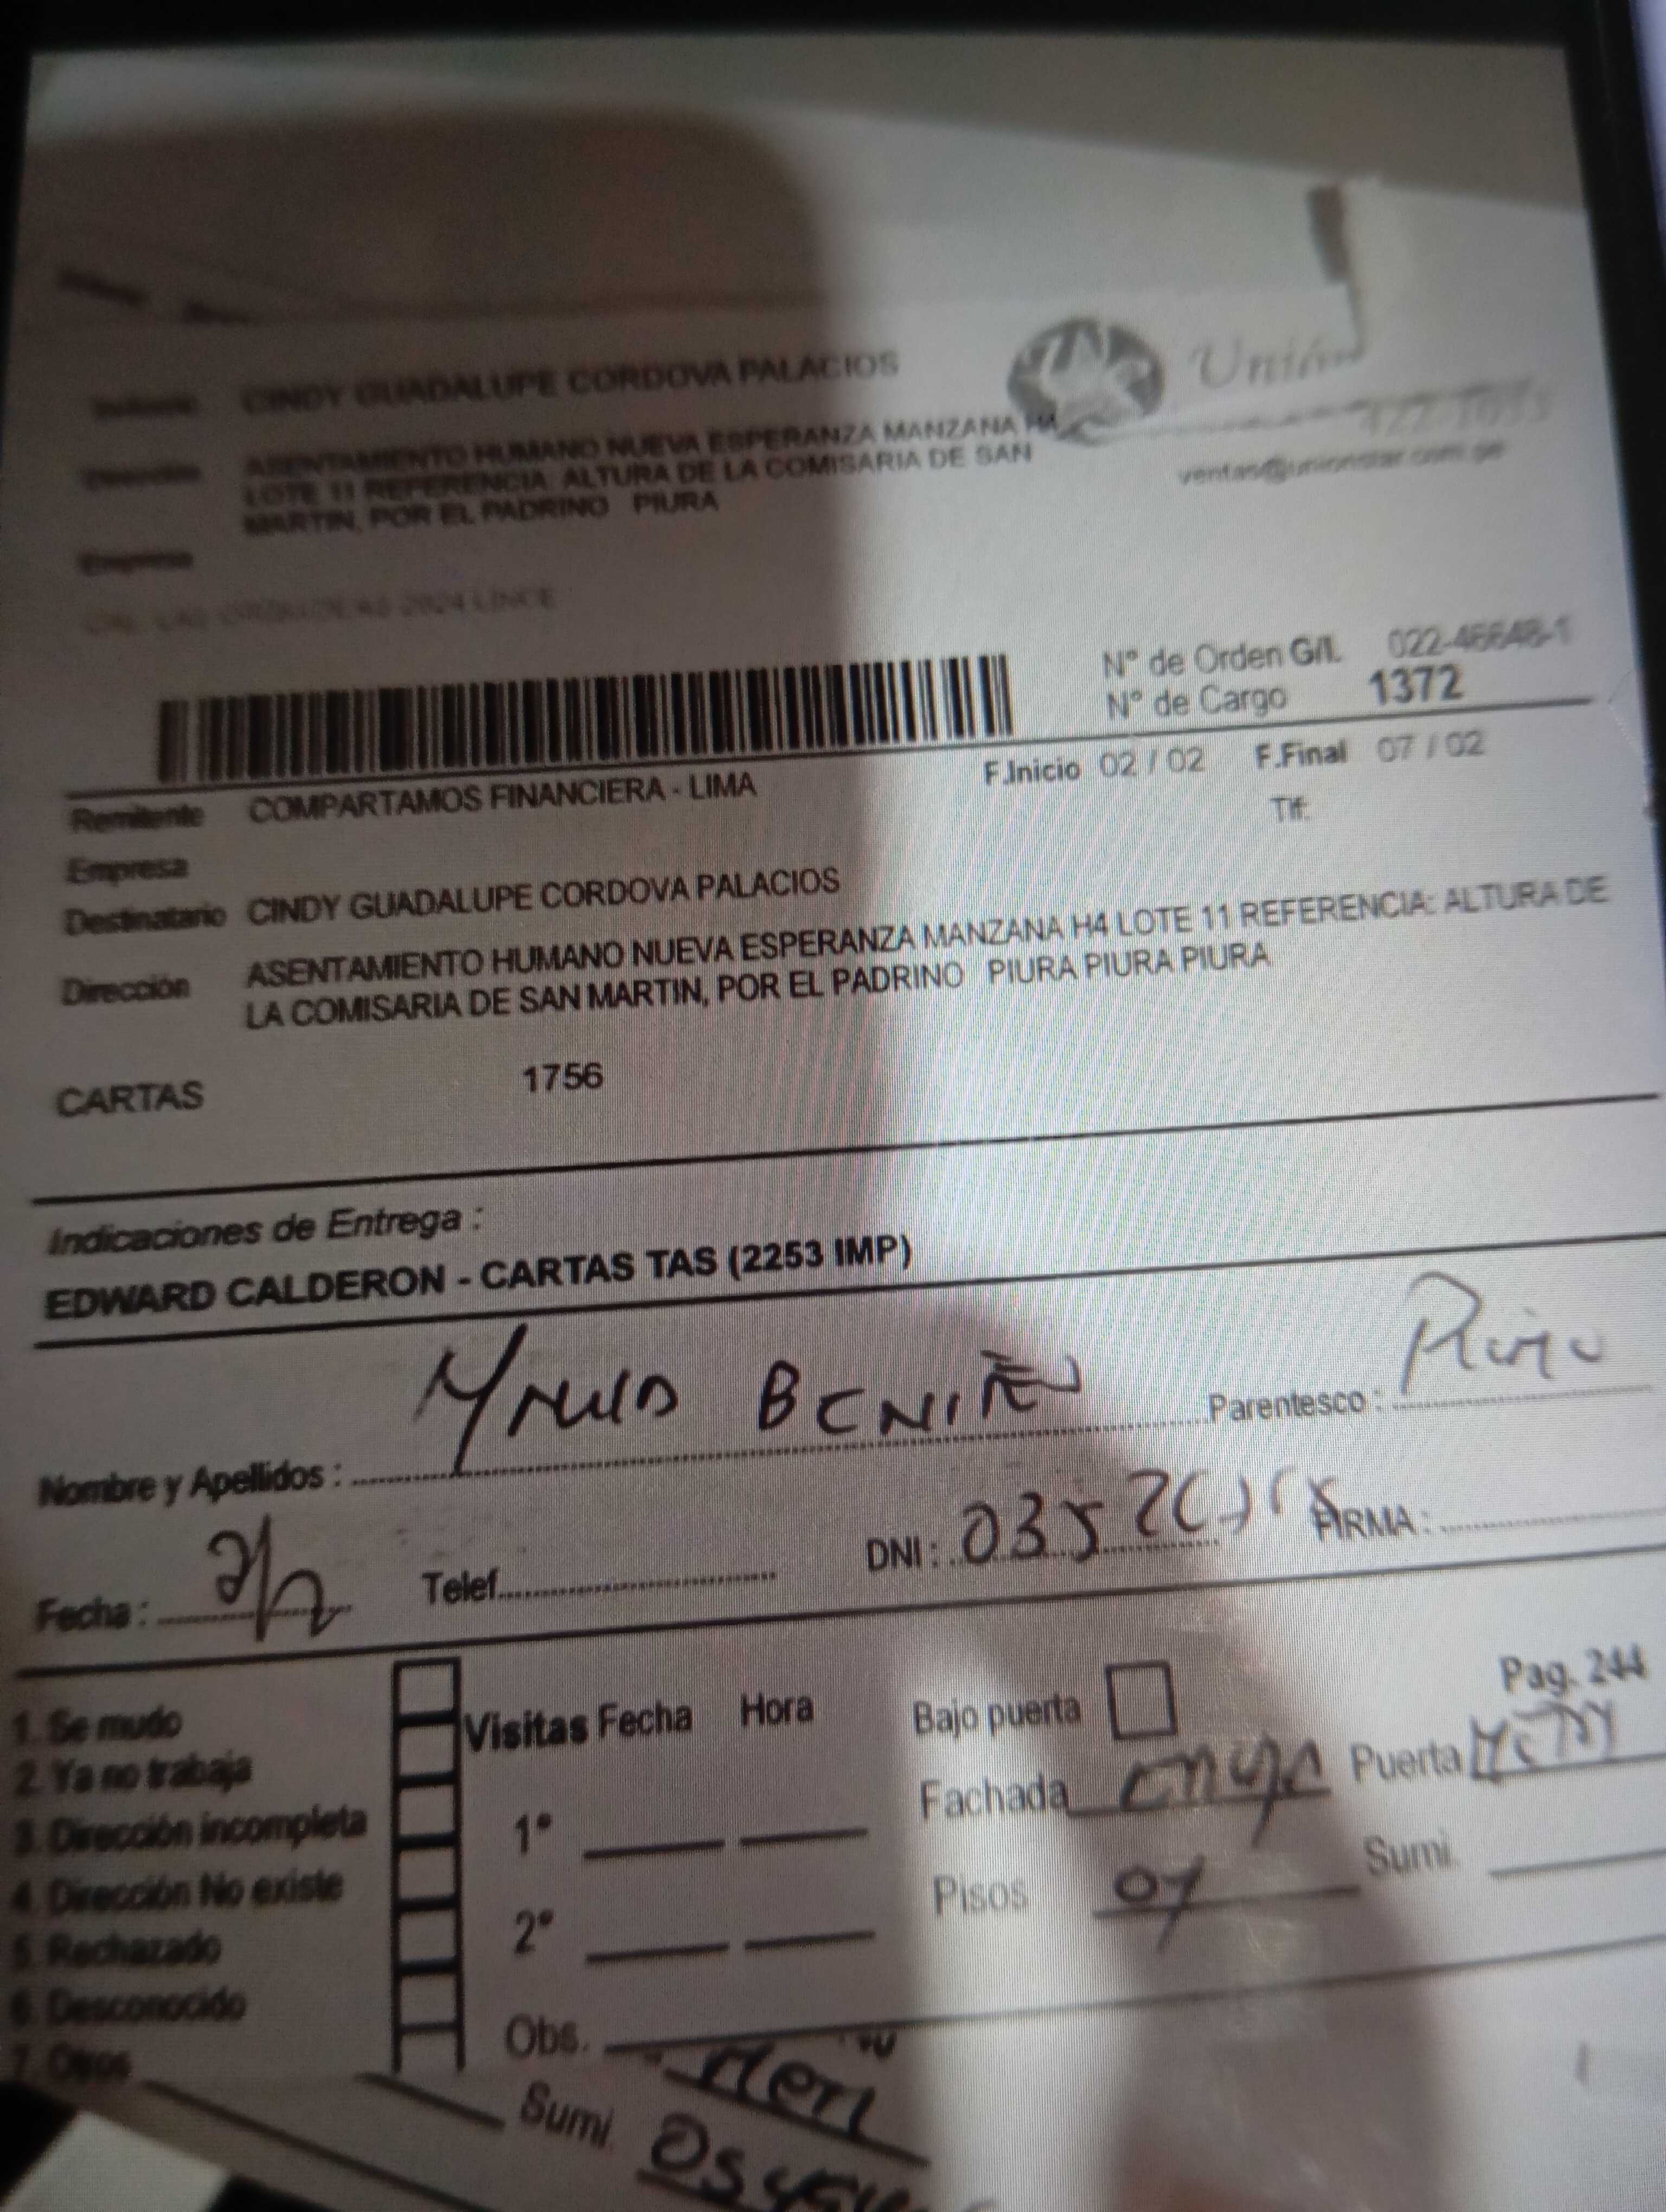 CINDY GUADALUPE CORDOVA PALACIOS
Unión
ASENTAMIENTO HUMANO NUEVA ESPERANZA MANZANA
LOTE 11 REFERENCIA: ALTURA DE LA COMISARIA DE SAN
MARTIN, POR EL PADRINO PIURA
ventas@unionstar.com.pe
Empresa
2024 LINCE
N° de Orden G/L 022-46648-1
N° de Cargo 1372
F.Inicio 02 / 02 F.Final 07 / 02
Remitente COMPARTAMOS FINANCIERA - LIMA
Tlf:
Empresa
Destinatario CINDY GUADALUPE CORDOVA PALACIOS
Dirección ASENTAMIENTO HUMANO NUEVA ESPERANZA MANZANA H4 LOTE 11 REFERENCIA: ALTURA DE
LA COMISARIA DE SAN MARTIN, POR EL PADRINO PIURA PIURA PIURA
CARTAS 1756
Indicaciones de Entrega :
EDWARD CALDERON - CARTAS TAS (2253 IMP)
Nombre y Apellidos : Parentesco :
Fecha : Telef. DNI : FIRMA :
Pag. 244
1. Se mudo
2. Ya no trabaja
3. Dirección incompleta
4. Dirección No existe
5. Rechazado
6. Desconocido
7. Otros
Visitas Fecha Hora
1°
2°
Obs.
Bajo puerta
Fachada Puerta
Pisos Sumi.
Sumi.